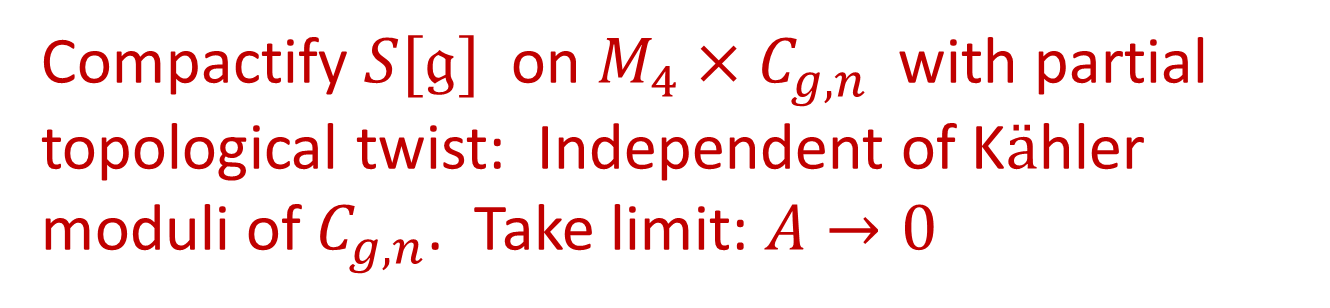 Compactify 𝑆[𝔤] on 𝑀₄ × 𝐶_{𝑔,𝑛} with partial
topological twist: Independent of Kähler
moduli of 𝐶_{𝑔,𝑛}. Take limit: 𝐴 → 0